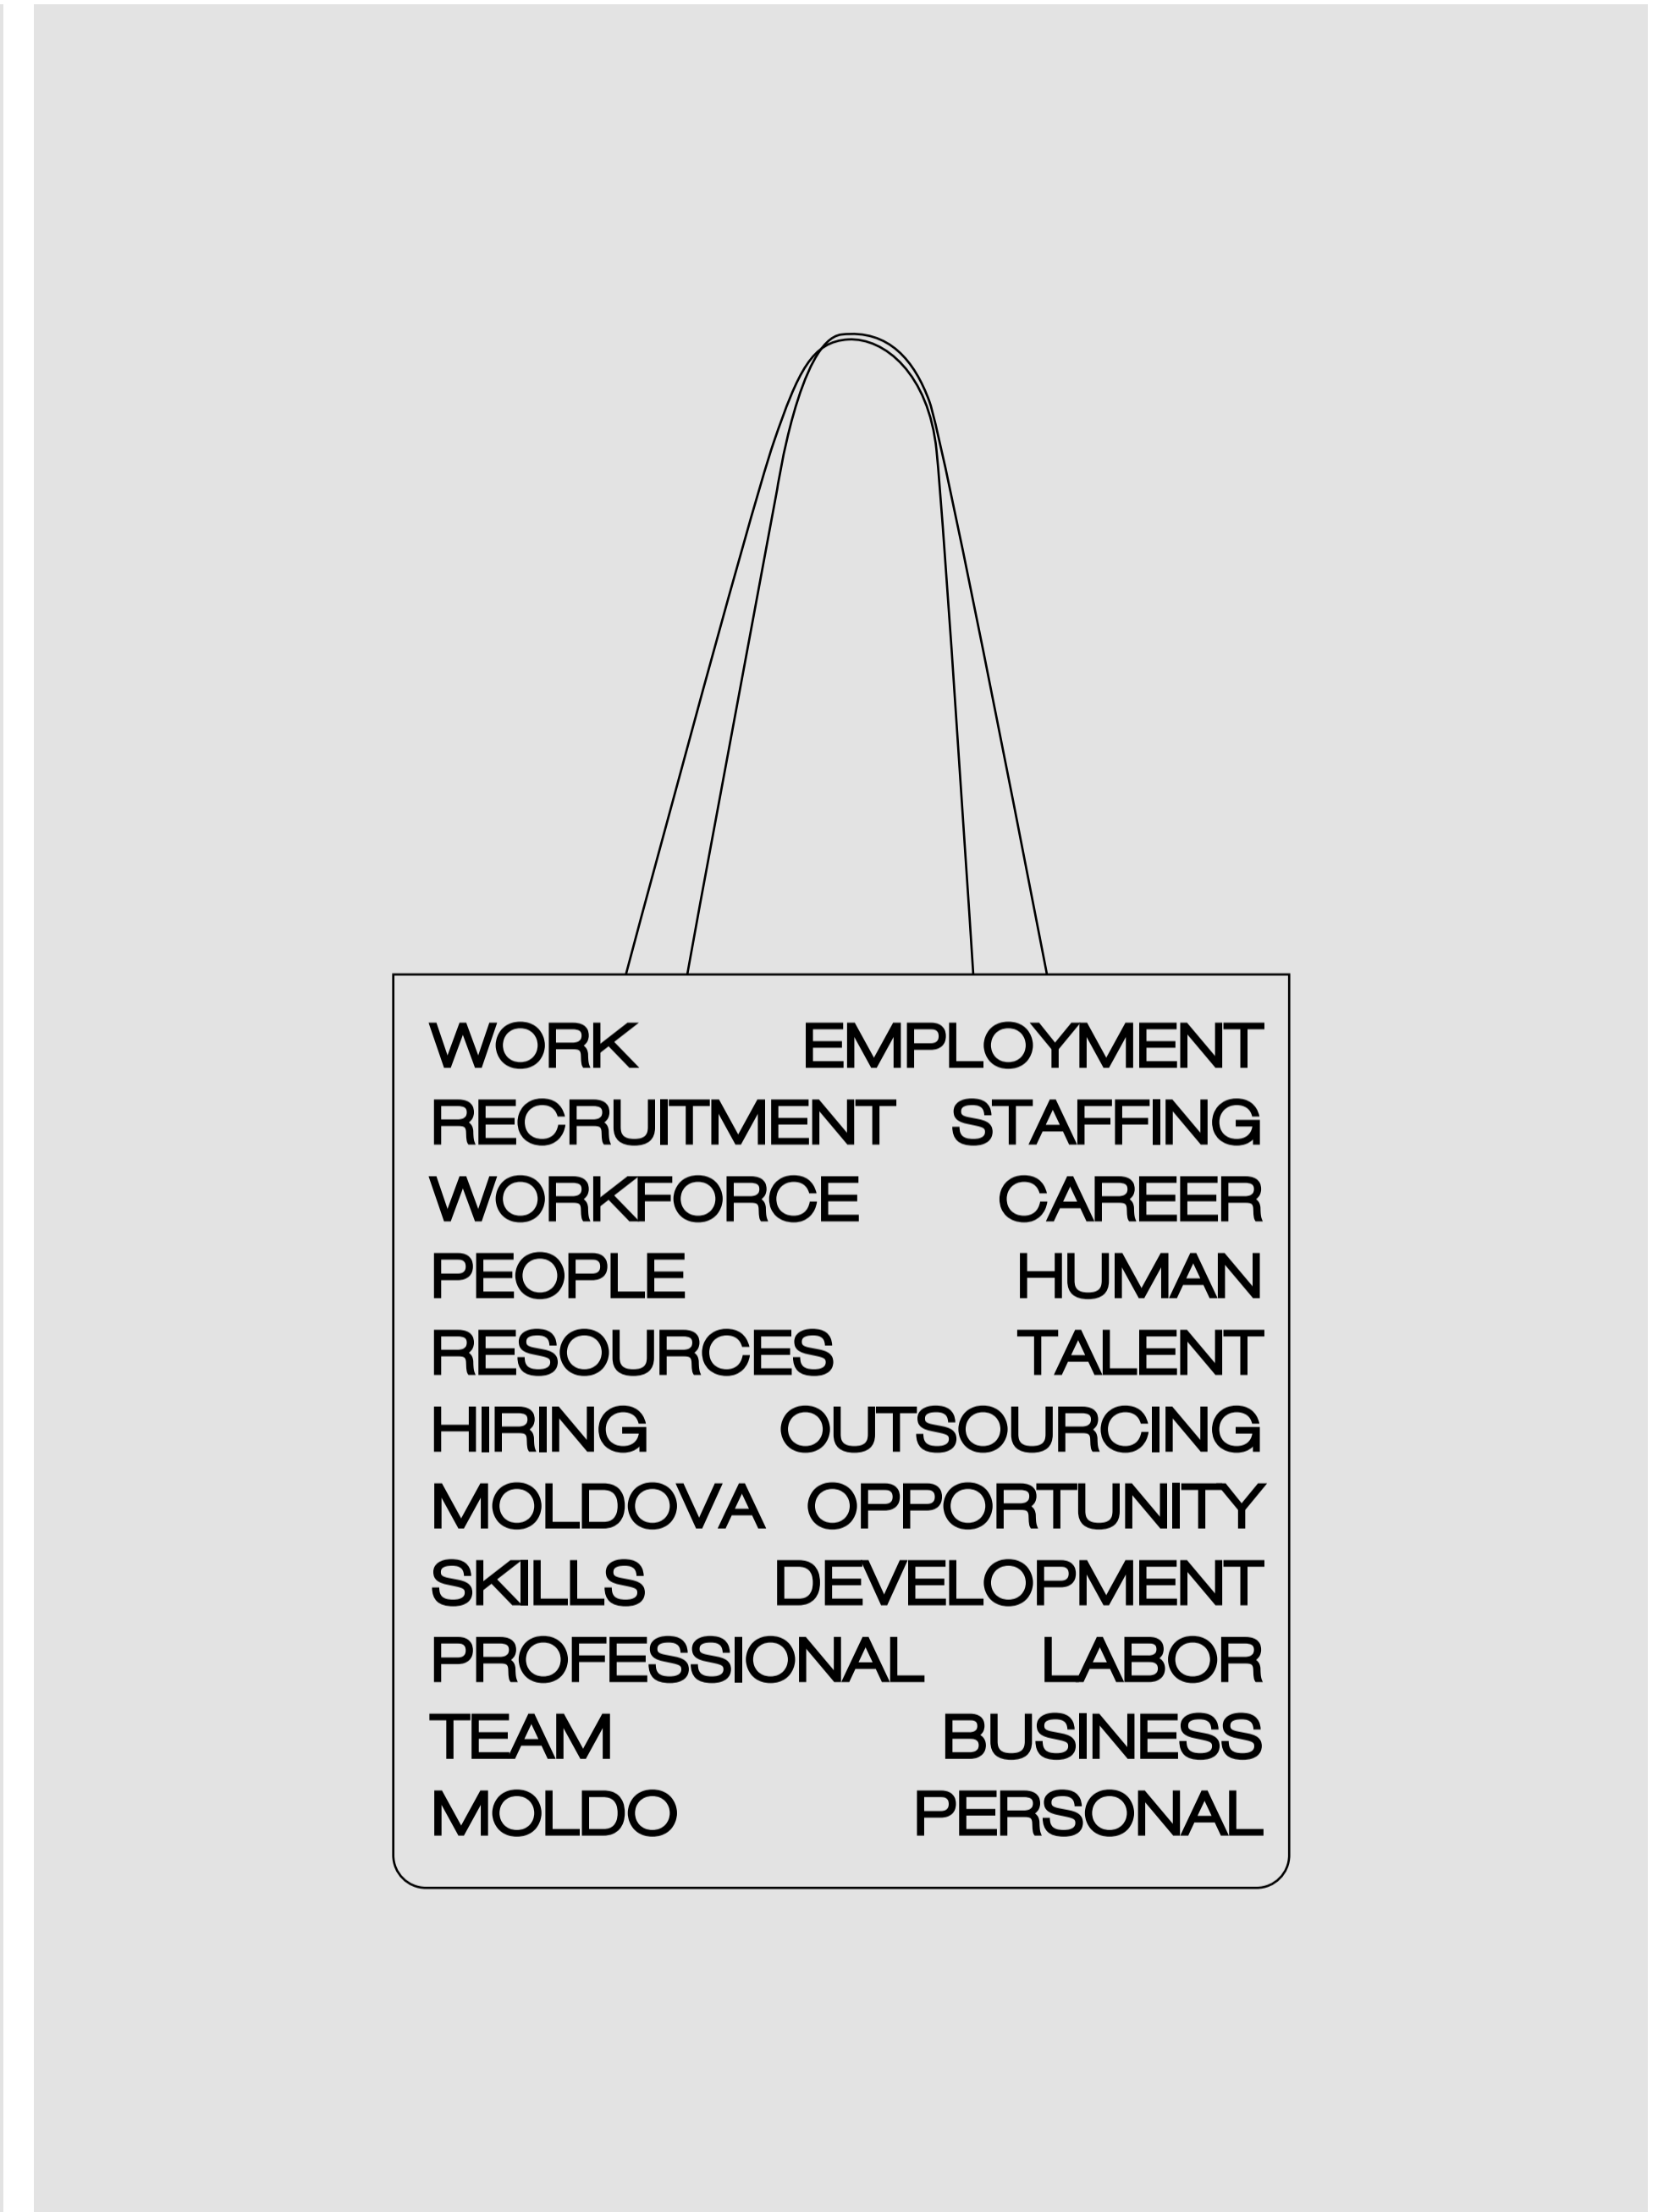 WORK EMPLOYMENT
RECRUITMENT STAFFING
WORKFORCE CAREER
PEOPLE HUMAN
RESOURCES TALENT
HIRING OUTSOURCING
MOLDOVA OPPORTUNITY
SKILLS DEVELOPMENT
PROFESSIONAL LABOR
TEAM BUSINESS
MOLDO PERSONAL